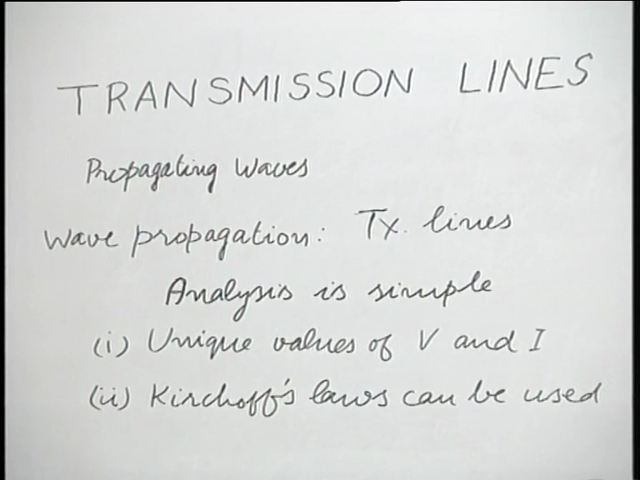 TRANSMISSION LINES
Propagating Waves
Wave propagation: Tx. lines
Analysis is simple
(i) Unique values of V and I
(ii) Kirchoff's laws can be used